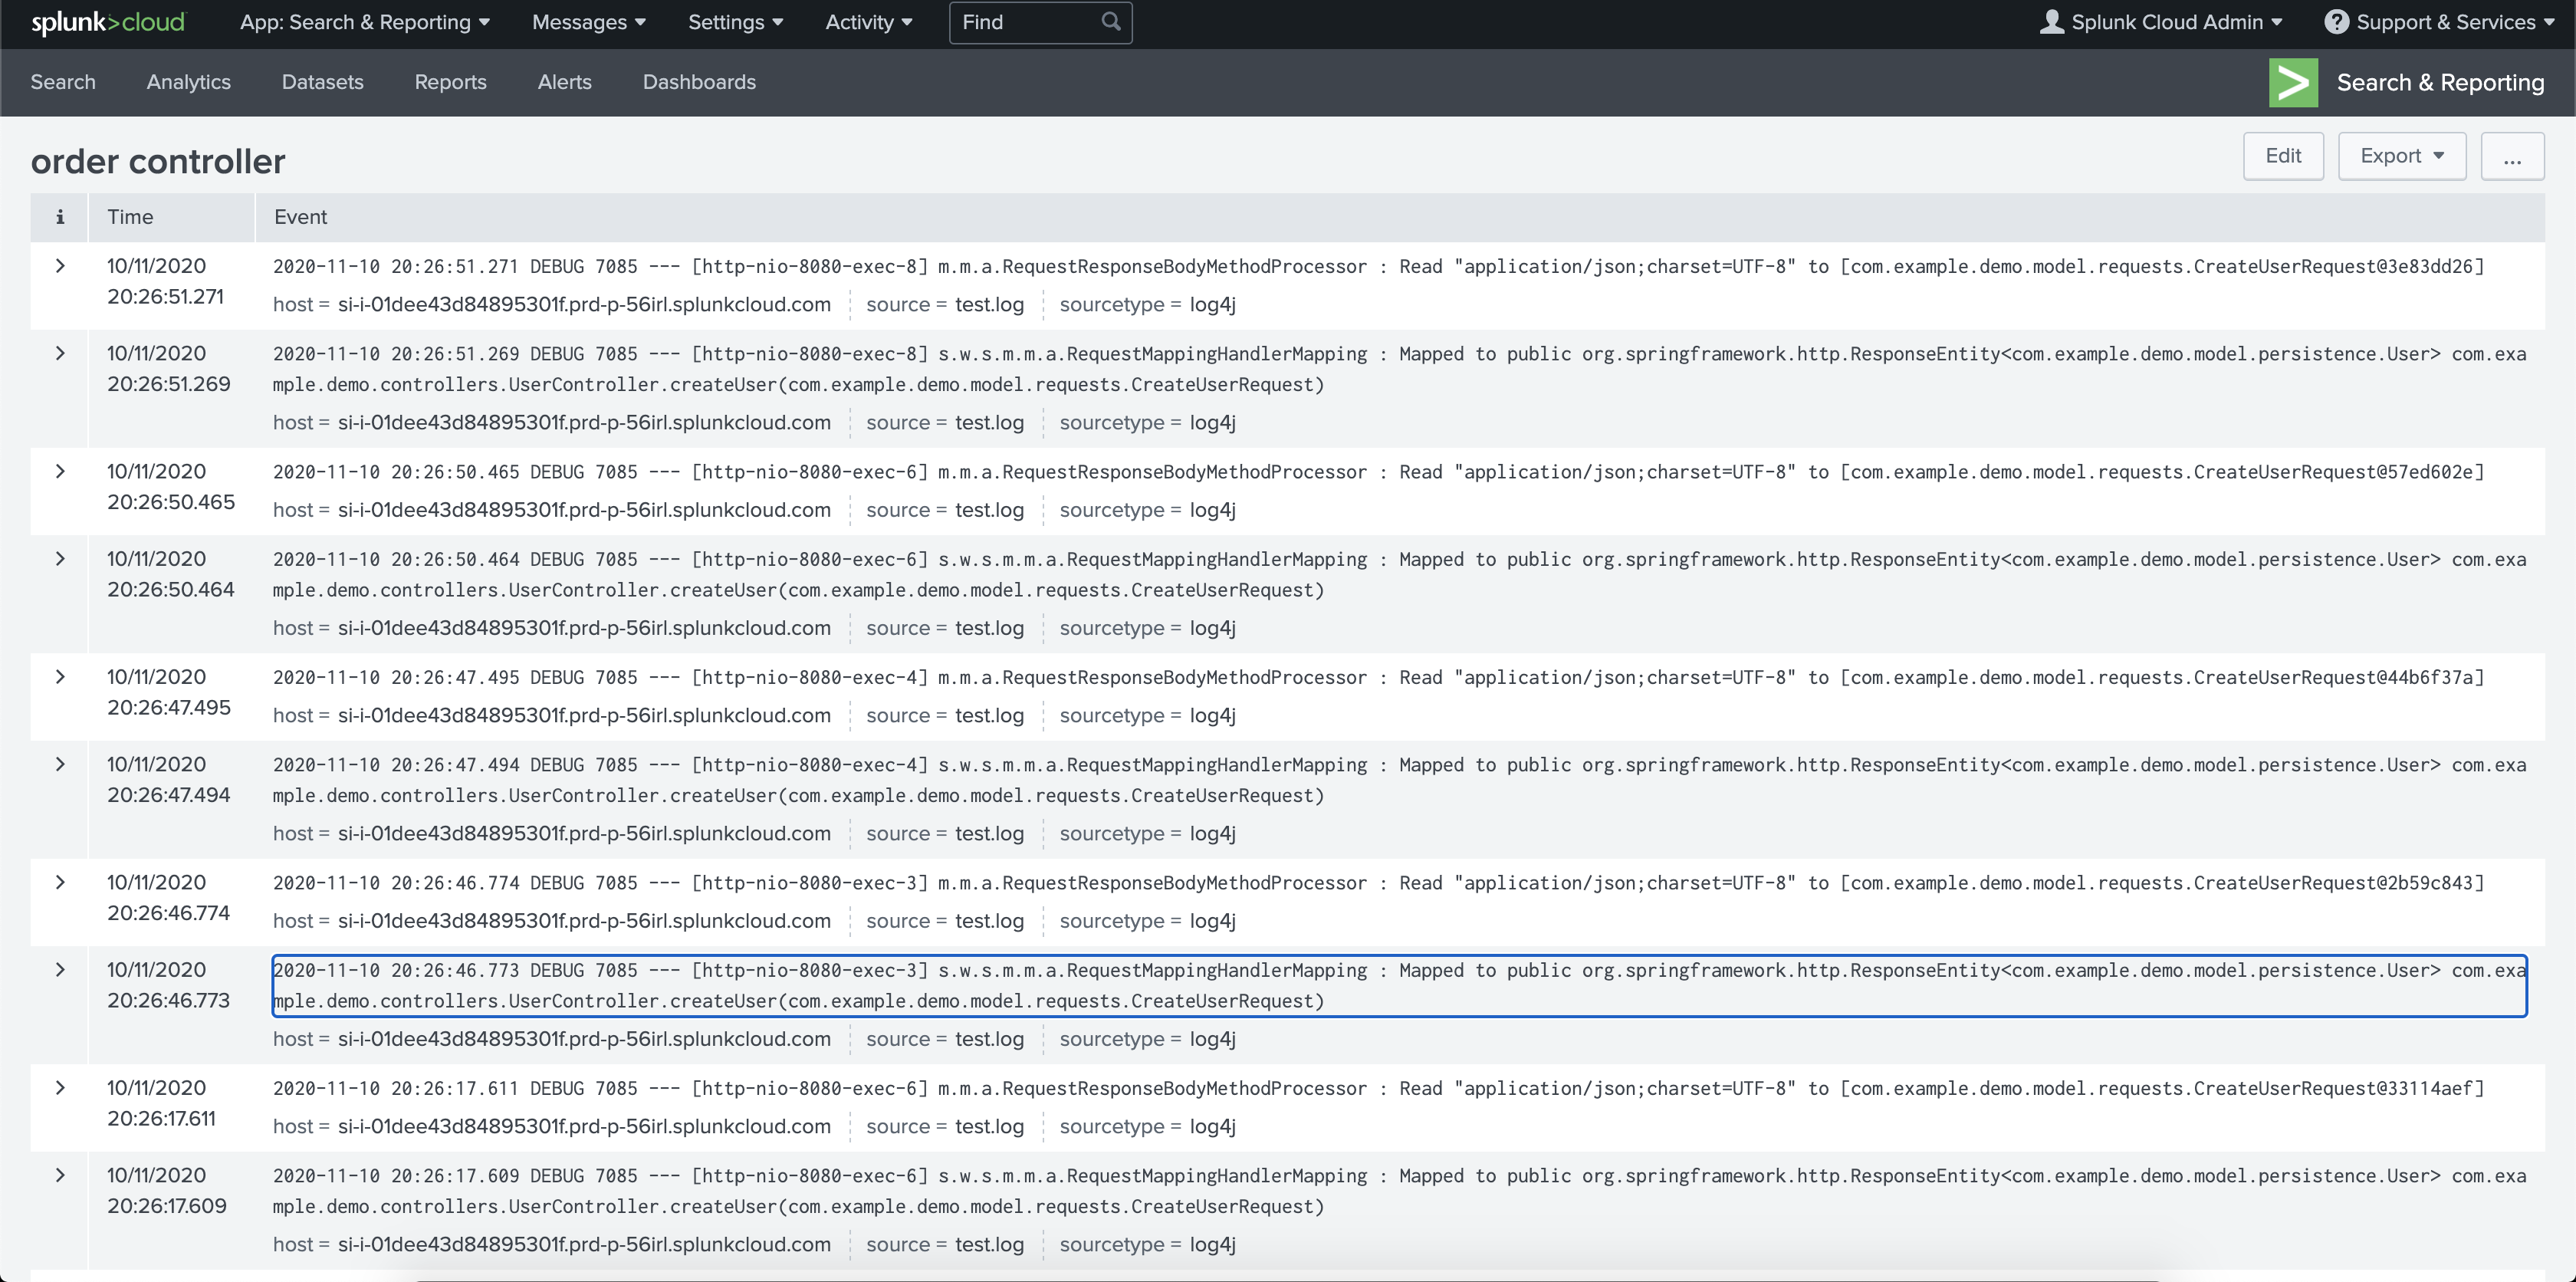 splunk>cloud App: Search & Reporting Messages Settings Activity Find Splunk Cloud Admin ? Support & Services
Search Analytics Datasets Reports Alerts Dashboards > Search & Reporting
order controller Edit Export ...
i Time Event
10/11/2020 2020-11-10 20:26:51.271 DEBUG 7085 --- [http-nio-8080-exec-8] m.m.a.RequestResponseBodyMethodProcessor : Read "application/json;charset=UTF-8" to [com.example.demo.model.requests.CreateUserRequest@3e83dd26]
20:26:51.271 host = si-i-01dee43d84895301f.prd-p-56irl.splunkcloud.com source = test.log sourcetype = log4j
10/11/2020 2020-11-10 20:26:51.269 DEBUG 7085 --- [http-nio-8080-exec-8] s.w.s.m.m.a.RequestMappingHandlerMapping : Mapped to public org.springframework.http.ResponseEntity<com.example.demo.model.persistence.User> com.exa
20:26:51.269 mple.demo.controllers.UserController.createUser(com.example.demo.model.requests.CreateUserRequest)
host = si-i-01dee43d84895301f.prd-p-56irl.splunkcloud.com source = test.log sourcetype = log4j
10/11/2020 2020-11-10 20:26:50.465 DEBUG 7085 --- [http-nio-8080-exec-6] m.m.a.RequestResponseBodyMethodProcessor : Read "application/json;charset=UTF-8" to [com.example.demo.model.requests.CreateUserRequest@57ed602e]
20:26:50.465 host = si-i-01dee43d84895301f.prd-p-56irl.splunkcloud.com source = test.log sourcetype = log4j
10/11/2020 2020-11-10 20:26:50.464 DEBUG 7085 --- [http-nio-8080-exec-6] s.w.s.m.m.a.RequestMappingHandlerMapping : Mapped to public org.springframework.http.ResponseEntity<com.example.demo.model.persistence.User> com.exa
20:26:50.464 mple.demo.controllers.UserController.createUser(com.example.demo.model.requests.CreateUserRequest)
host = si-i-01dee43d84895301f.prd-p-56irl.splunkcloud.com source = test.log sourcetype = log4j
10/11/2020 2020-11-10 20:26:47.495 DEBUG 7085 --- [http-nio-8080-exec-4] m.m.a.RequestResponseBodyMethodProcessor : Read "application/json;charset=UTF-8" to [com.example.demo.model.requests.CreateUserRequest@44b6f37a]
20:26:47.495 host = si-i-01dee43d84895301f.prd-p-56irl.splunkcloud.com source = test.log sourcetype = log4j
10/11/2020 2020-11-10 20:26:47.494 DEBUG 7085 --- [http-nio-8080-exec-4] s.w.s.m.m.a.RequestMappingHandlerMapping : Mapped to public org.springframework.http.ResponseEntity<com.example.demo.model.persistence.User> com.exa
20:26:47.494 mple.demo.controllers.UserController.createUser(com.example.demo.model.requests.CreateUserRequest)
host = si-i-01dee43d84895301f.prd-p-56irl.splunkcloud.com source = test.log sourcetype = log4j
10/11/2020 2020-11-10 20:26:46.774 DEBUG 7085 --- [http-nio-8080-exec-3] m.m.a.RequestResponseBodyMethodProcessor : Read "application/json;charset=UTF-8" to [com.example.demo.model.requests.CreateUserRequest@2b59c843]
20:26:46.774 host = si-i-01dee43d84895301f.prd-p-56irl.splunkcloud.com source = test.log sourcetype = log4j
10/11/2020 2020-11-10 20:26:46.773 DEBUG 7085 --- [http-nio-8080-exec-3] s.w.s.m.m.a.RequestMappingHandlerMapping : Mapped to public org.springframework.http.ResponseEntity<com.example.demo.model.persistence.User> com.exa
20:26:46.773 mple.demo.controllers.UserController.createUser(com.example.demo.model.requests.CreateUserRequest)
host = si-i-01dee43d84895301f.prd-p-56irl.splunkcloud.com source = test.log sourcetype = log4j
10/11/2020 2020-11-10 20:26:17.611 DEBUG 7085 --- [http-nio-8080-exec-6] m.m.a.RequestResponseBodyMethodProcessor : Read "application/json;charset=UTF-8" to [com.example.demo.model.requests.CreateUserRequest@33114aef]
20:26:17.611 host = si-i-01dee43d84895301f.prd-p-56irl.splunkcloud.com source = test.log sourcetype = log4j
10/11/2020 2020-11-10 20:26:17.609 DEBUG 7085 --- [http-nio-8080-exec-6] s.w.s.m.m.a.RequestMappingHandlerMapping : Mapped to public org.springframework.http.ResponseEntity<com.example.demo.model.persistence.User> com.exa
20:26:17.609 mple.demo.controllers.UserController.createUser(com.example.demo.model.requests.CreateUserRequest)
host = si-i-01dee43d84895301f.prd-p-56irl.splunkcloud.com source = test.log sourcetype = log4j